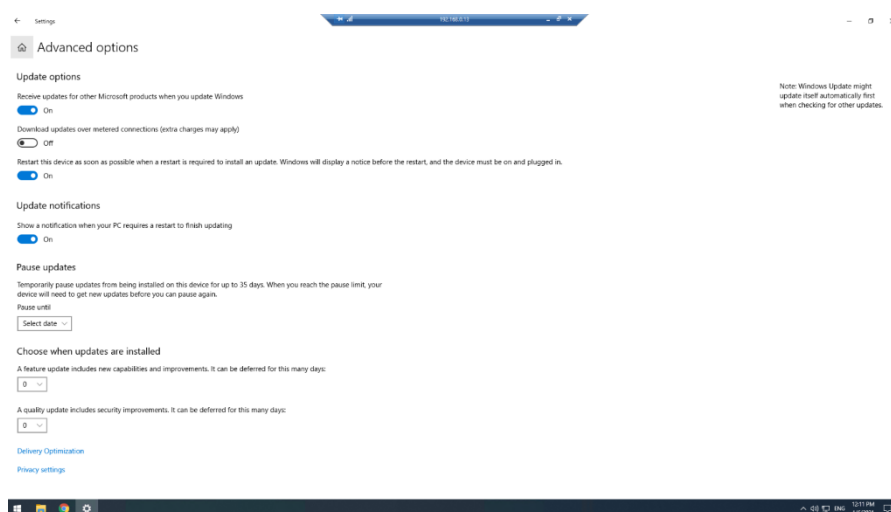 Settings
192.168.0.13
Advanced options
Update options
Receive updates for other Microsoft products when you update Windows
On
Download updates over metered connections (extra charges may apply)
Off
Restart this device as soon as possible when a restart is required to install an update. Windows will display a notice before the restart, and the device must be on and plugged in.
On
Update notifications
Show a notification when your PC requires a restart to finish updating
On
Pause updates
Temporarily pause updates from being installed on this device for up to 35 days. When you reach the pause limit, your
device will need to get new updates before you can pause again.
Pause until
Select date
Choose when updates are installed
A feature update includes new capabilities and improvements. It can be deferred for this many days:
0
A quality update includes security improvements. It can be deferred for this many days:
0
Delivery Optimization
Privacy settings
Note: Windows Update might
update itself automatically first
when checking for other updates.
ENG
12:11 PM